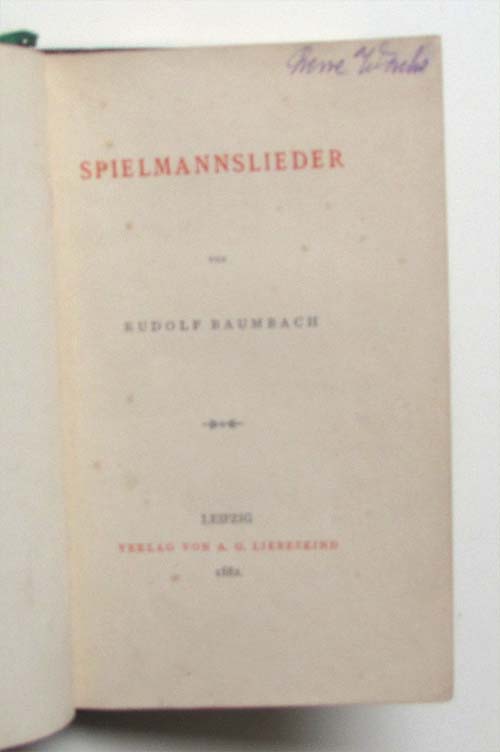 SPIELMANNSLIEDER
VON
RUDOLF BAUMBACH
LEIPZIG
VERLAG VON A. G. LIEBESKIND
1882.